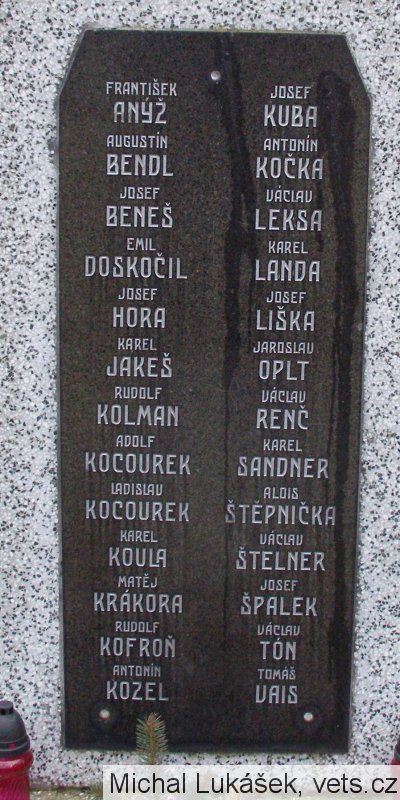 FRANTIŠEK
ANÝŽ
AUGUSTÍN
BENDL
JOSEF
BENEŠ
EMIL
DOSKOČIL
JOSEF
HORA
KAREL
JAKEŠ
RUDOLF
KOLMAN
ADOLF
KOCOUREK
LADISLAV
KOCOUREK
KAREL
KOULA
MATĚJ
KRÁKORA
RUDOLF
KOFROŇ
ANTONÍN
KOZEL
JOSEF
KUBA
ANTONÍN
KOČKA
VÁCLAV
LEKSA
KAREL
LANDA
JOSEF
LIŠKA
JAROSLAV
OPLT
VÁCLAV
RENČ
KAREL
SANDNER
ALOIS
ŠTĚPNIČKA
VÁCLAV
ŠTELNER
JOSEF
ŠPALEK
VÁCLAV
TÓN
TOMÁŠ
VAIS
Michal Lukášek, vets.cz